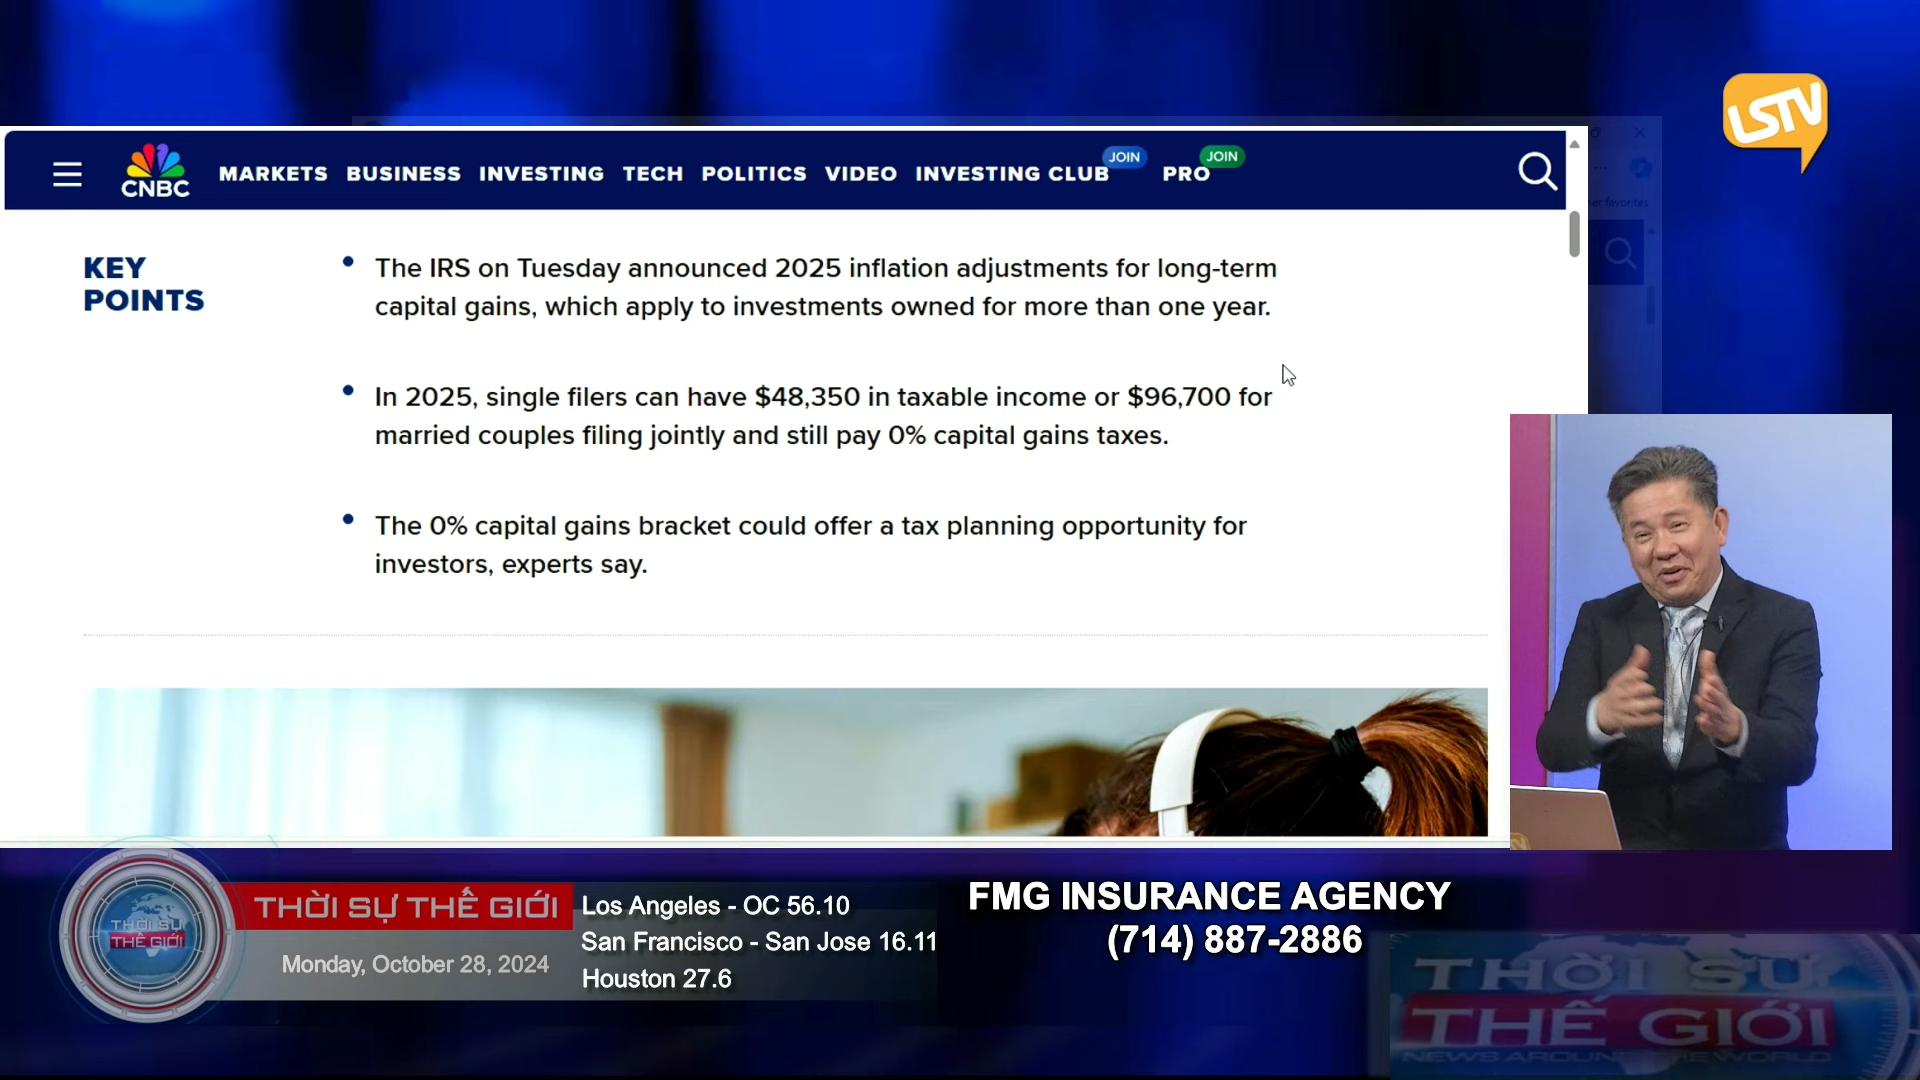 LSTV
CNBC
MARKETS BUSINESS INVESTING TECH POLITICS VIDEO INVESTING CLUB JOIN PRO JOIN
er favorites
KEY
POINTS
The IRS on Tuesday announced 2025 inflation adjustments for long-term
capital gains, which apply to investments owned for more than one year.
In 2025, single filers can have $48,350 in taxable income or $96,700 for
married couples filing jointly and still pay 0% capital gains taxes.
The 0% capital gains bracket could offer a tax planning opportunity for
investors, experts say.
THỜI SỰ
THẾ GIỚI
THỜI SỰ THẾ GIỚI
Monday, October 28, 2024
Los Angeles - OC 56.10
San Francisco - San Jose 16.11
Houston 27.6
FMG INSURANCE AGENCY
(714) 887-2886
THỜI SỰ
THẾ GIỚI
NEWS AROUND THE WORLD